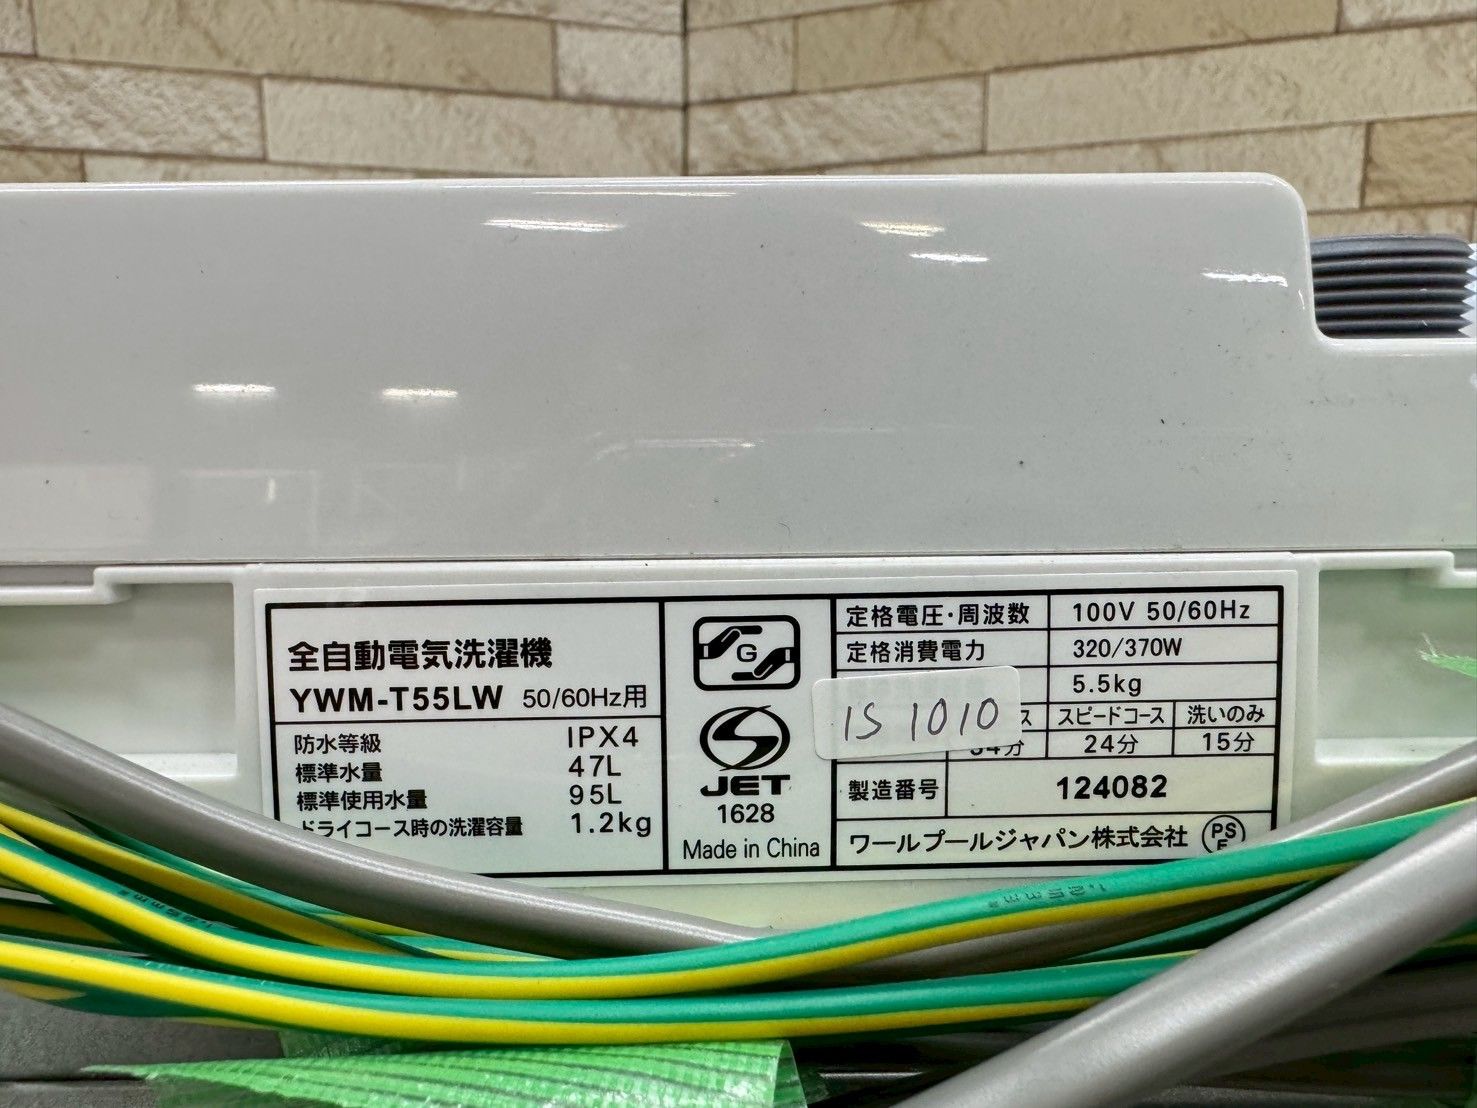 全自動電気洗濯機
YWM-T55LW 50/60Hz用
防水等級 IPX4
標準水量 47L
標準使用水量 95L
ドライコース時の洗濯容量 1.2kg
G
JET
1628
Made in China
定格電圧・周波数 100V 50/60Hz
定格消費電力 320/370W
5.5kg
IS 1010
ス スピードコース 洗いのみ
34分 24分 15分
製造番号 124082
ワールプールジャパン株式会社 PSE